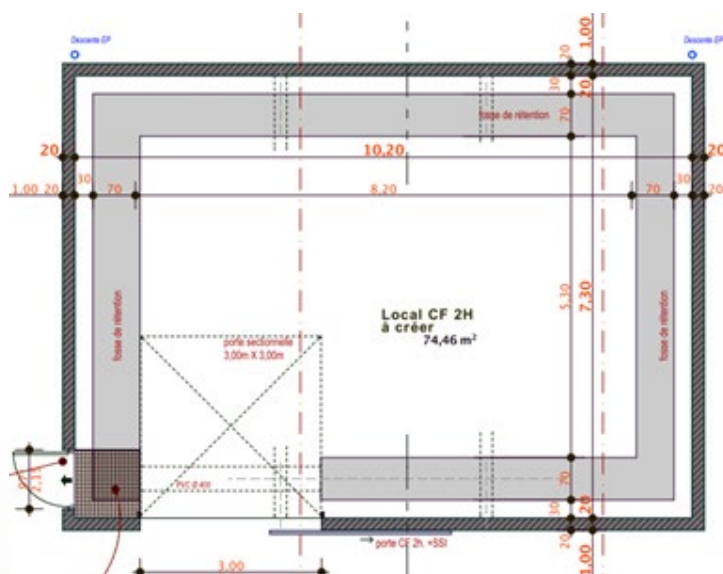 Descente EP
Descente EP
1,00
20
20
30
20
fosse de rétention
70
20
10,20
20
30
30
1,00
20
70
8,20
70
20
5,30
7,30
Local CF 2H
à créer
74,46 m²
fosse de rétention
fosse de rétention
porte sectionnelle
3,00m X 3,00m
2,15
PVC Ø 400
70
30
20
20
porte CF 2h. +SSI
3,00
1,00